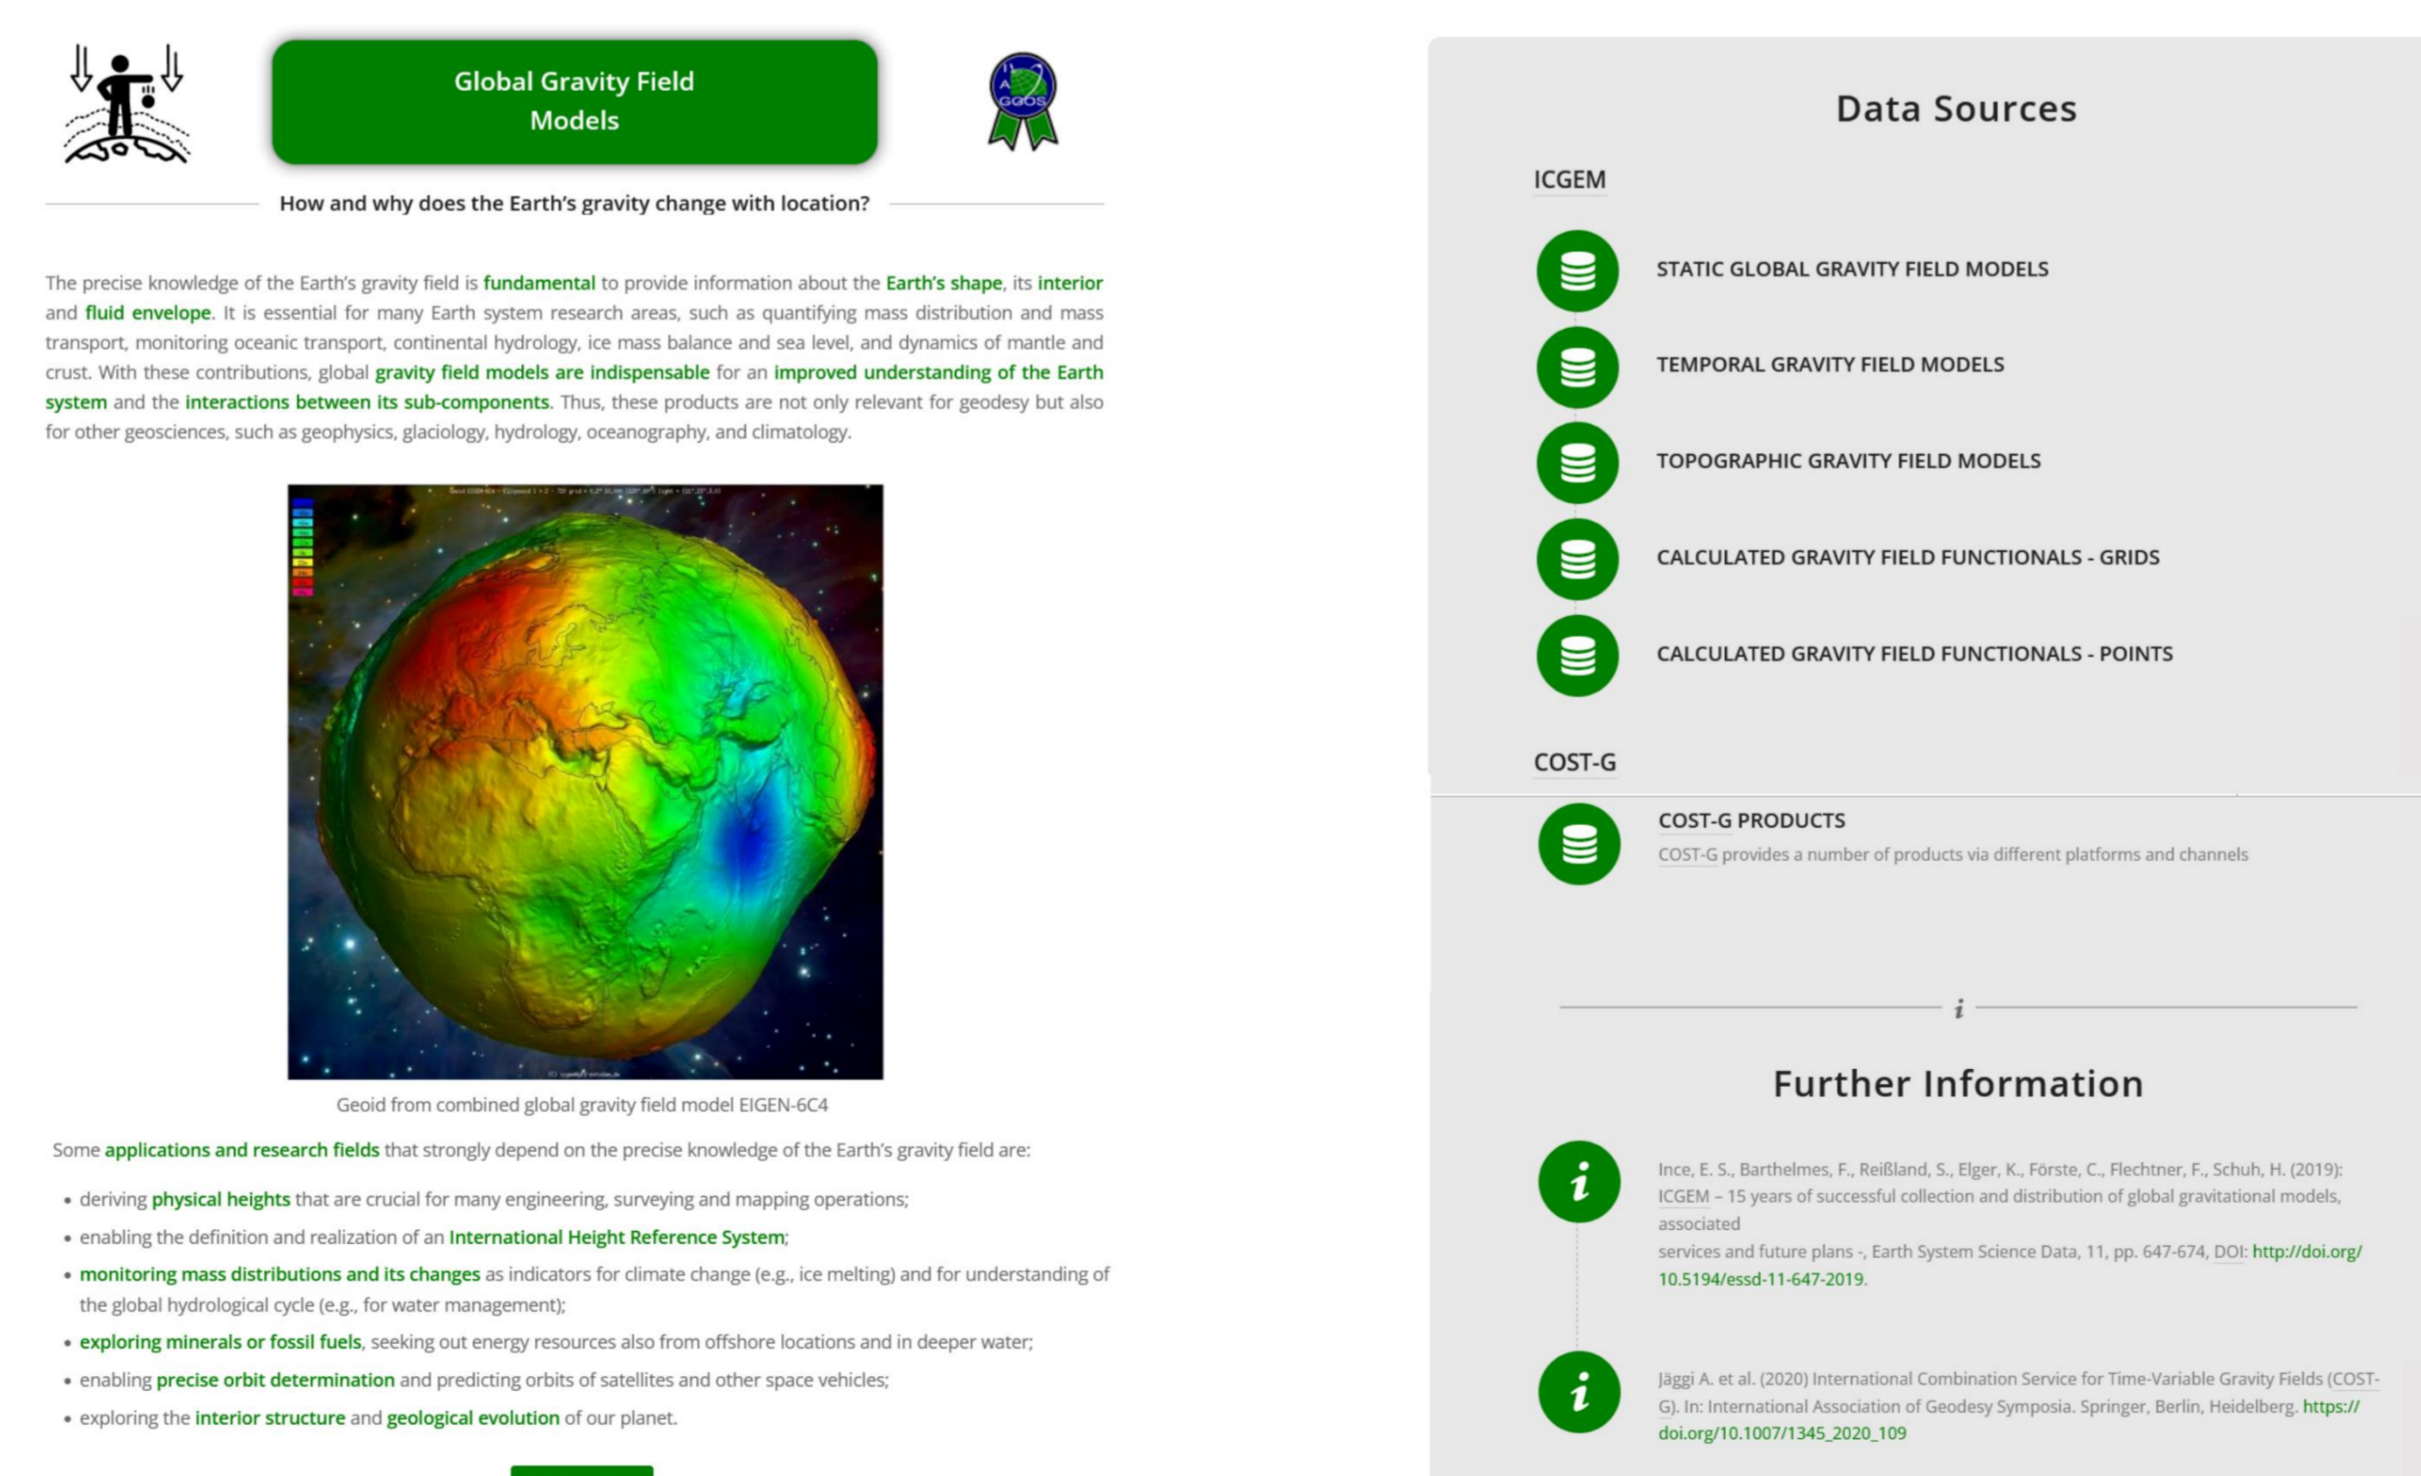 Global Gravity Field
Models
A
GGOS
How and why does the Earth's gravity change with location?
The precise knowledge of the Earth's gravity field is fundamental to provide information about the Earth's shape, its interior
and fluid envelope. It is essential for many Earth system research areas, such as quantifying mass distribution and mass
transport, monitoring oceanic transport, continental hydrology, ice mass balance and sea level, and dynamics of mantle and
crust. With these contributions, global gravity field models are indispensable for an improved understanding of the Earth
system and the interactions between its sub-components. Thus, these products are not only relevant for geodesy but also
for other geosciences, such as geophysics, glaciology, hydrology, oceanography, and climatology.
Geoid from combined global gravity field model EIGEN-6C4
Some applications and research fields that strongly depend on the precise knowledge of the Earth's gravity field are:
• deriving physical heights that are crucial for many engineering, surveying and mapping operations;
• enabling the definition and realization of an International Height Reference System;
• monitoring mass distributions and its changes as indicators for climate change (e.g., ice melting) and for understanding of
the global hydrological cycle (e.g., for water management);
• exploring minerals or fossil fuels, seeking out energy resources also from offshore locations and in deeper water;
• enabling precise orbit determination and predicting orbits of satellites and other space vehicles;
• exploring the interior structure and geological evolution of our planet.
Data Sources
ICGEM
STATIC GLOBAL GRAVITY FIELD MODELS
TEMPORAL GRAVITY FIELD MODELS
TOPOGRAPHIC GRAVITY FIELD MODELS
CALCULATED GRAVITY FIELD FUNCTIONALS - GRIDS
CALCULATED GRAVITY FIELD FUNCTIONALS - POINTS
COST-G
COST-G PRODUCTS
COST-G provides a number of products via different platforms and channels
i
Further Information
i
Ince, E. S., Barthelmes, F., Reißland, S., Elger, K., Förste, C., Flechtner, F., Schuh, H. (2019):
ICGEM – 15 years of successful collection and distribution of global gravitational models,
associated
services and future plans -, Earth System Science Data, 11, pp. 647-674, DOI: http://doi.org/
10.5194/essd-11-647-2019.
i
Jäggi A. et al. (2020) International Combination Service for Time-Variable Gravity Fields (COST-
G). In: International Association of Geodesy Symposia. Springer, Berlin, Heidelberg. https://
doi.org/10.1007/1345_2020_109